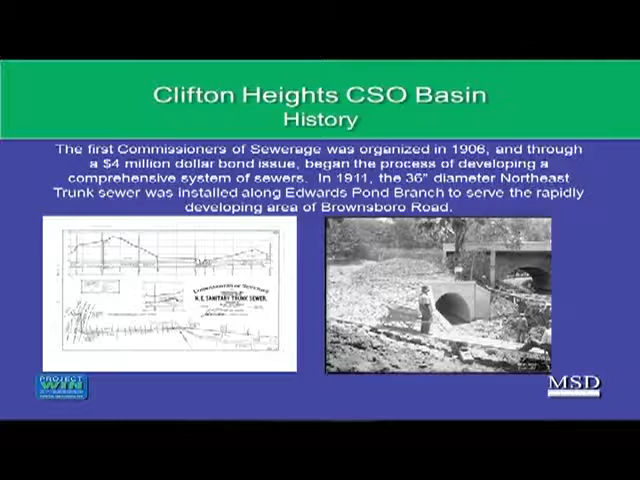 Clifton Heights CSO Basin
History
The first Commissioners of Sewerage was organized in 1906, and through
a $4 million dollar bond issue, began the process of developing a
comprehensive system of sewers. In 1911, the 36" diameter Northeast
Trunk sewer was installed along Edwards Pond Branch to serve the rapidly
developing area of Brownsboro Road.
COMMISSIONERS OF SEWERAGE
N.E. SANITARY TRUNK SEWER.
PROJECT
WIN
MSD